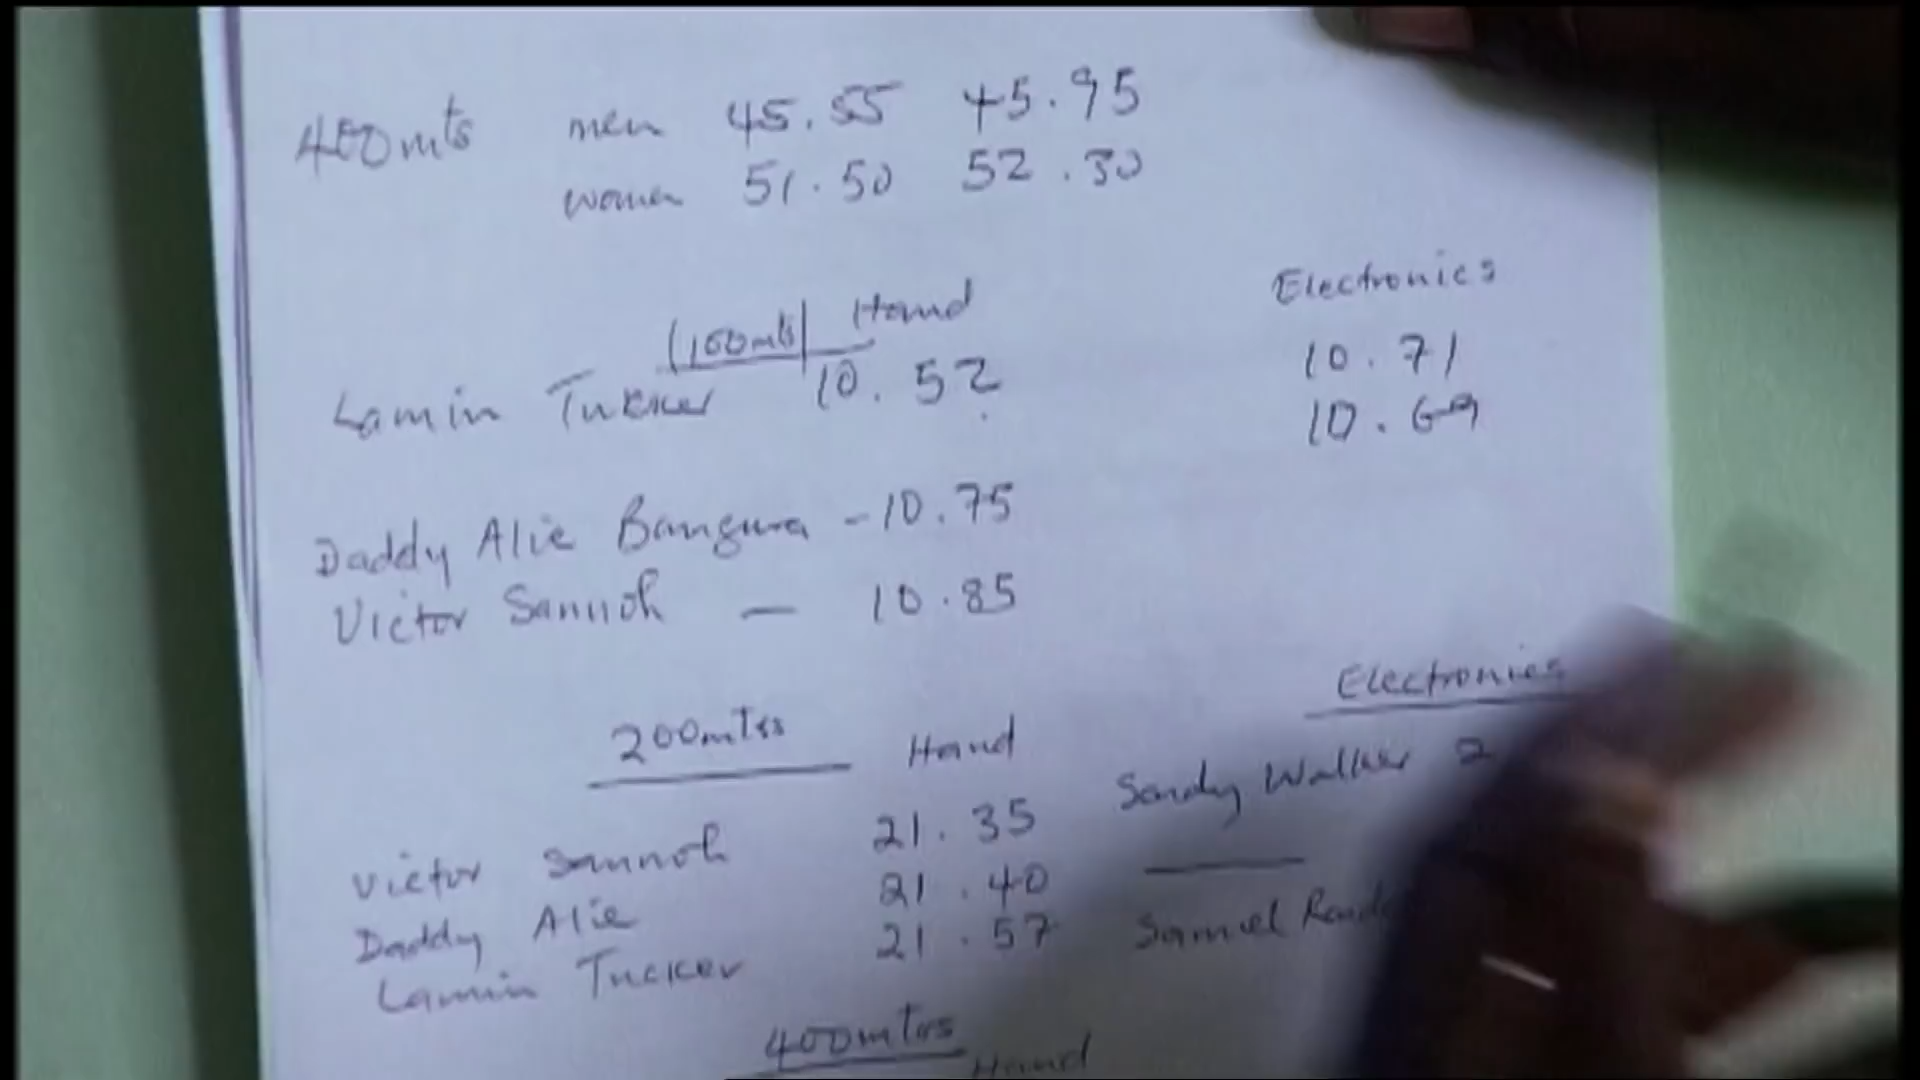 400mts men 45.55 45.95
women 51.50 52.30
(100mts) Hand Electronics
Lamin Tucker 10.52 10.71
10.69
Daddy Alie Bangura - 10.75
Victor Sannoh — 10.85
200mtrs Hand Electronics
Victor Sannoh 21.35 Sandy Walker 2
Daddy Alie 21.40
Lamin Tucker 21.57 Samuel
400mtrs Hand